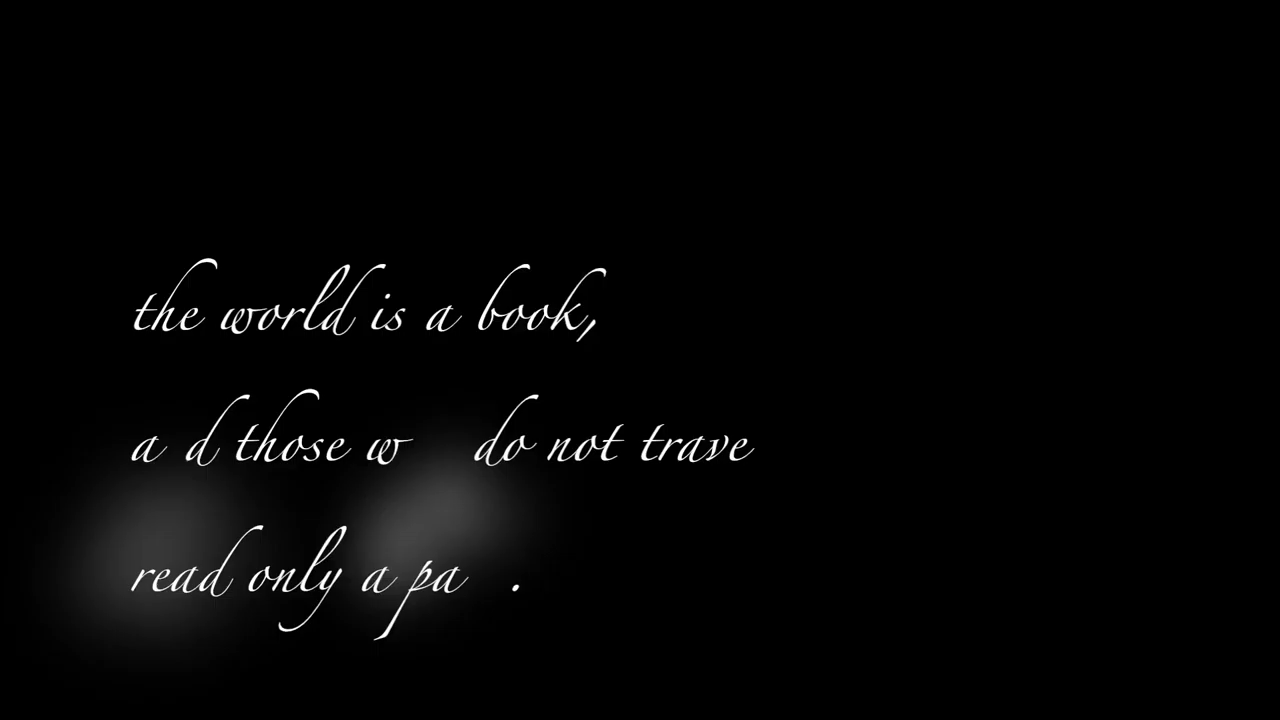 the world is a book,
a d those w do not trave
read only a pa .